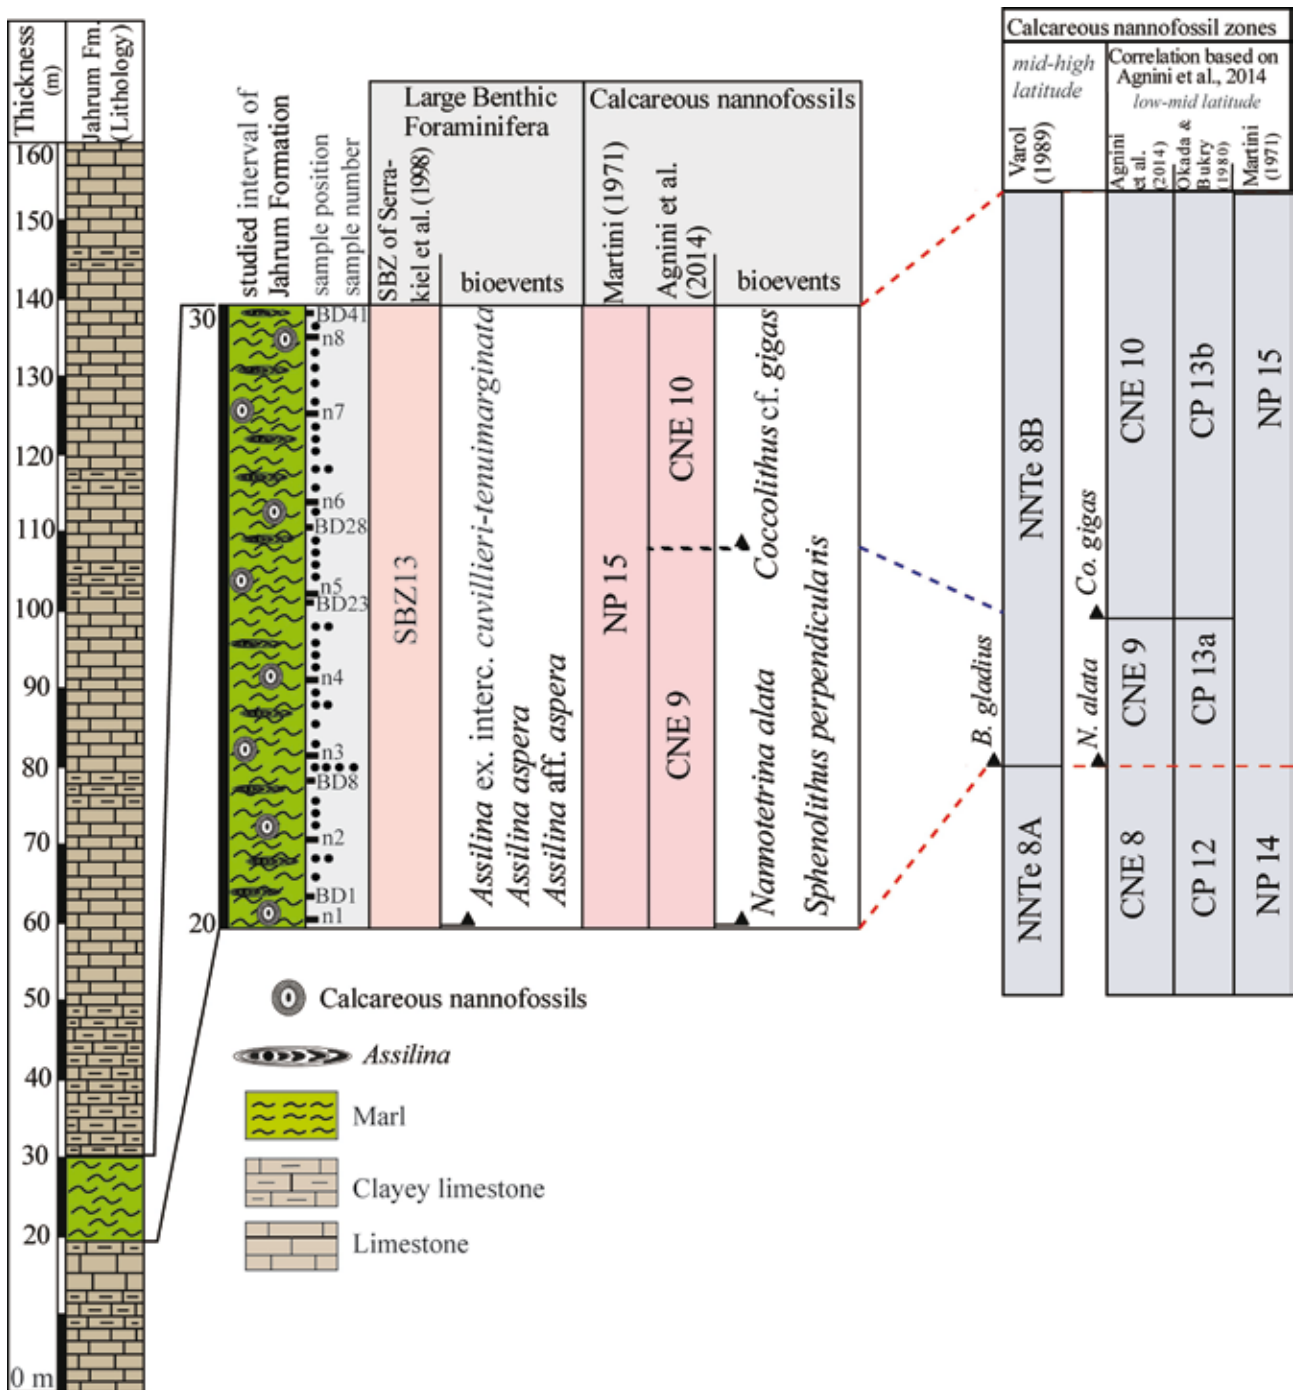 Thickness
(m)
Jahrum Fm.
(Lithology)
160
150
140
130
120
110
100
90
80
70
60
50
40
30
20
0 m
studied interval of
Jahrum Formation
sample position
sample number
Large Benthic
Foraminifera
SBZ of Serra-
kiel et al. (1998)
bioevents
Calcareous nannofossils
Martini (1971)
Agnini et al.
(2014)
bioevents
30
20
BD41
n8
n7
n6
BD28
n5
BD23
n4
n3
BD8
n2
BD1
n1
SBZ13
Assilina ex. interc. cuvillieri-tenuimarginata
Assilina aspera
Assilina aff. aspera
NP 15
CNE 10
CNE 9
Coccolithus cf. gigas
Nannotetrina alata
Sphenolithus perpendicularis
Calcareous nannofossil zones
mid-high
latitude
Correlation based on
Agnini et al., 2014
low-mid latitude
Varol
(1989)
Agnini
et al.
(2014)
Okada &
Bukry
(1980)
Martini
(1971)
NNTe 8B
NNTe 8A
B. gladius
Co. gigas
N. alata
CNE 10
CNE 9
CNE 8
CP 13b
CP 13a
CP 12
NP 15
NP 14
Calcareous nannofossils
Assilina
Marl
Clayey limestone
Limestone